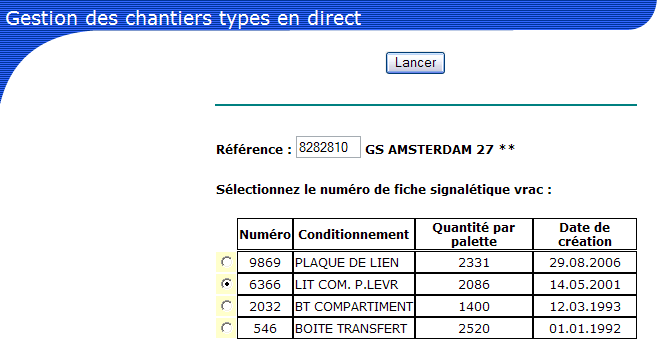 Gestion des chantiers types en direct
Lancer
Référence : 8282810 GS AMSTERDAM 27 **
Sélectionnez le numéro de fiche signalétique vrac :
Numéro Conditionnement Quantité par palette Date de création
9869 PLAQUE DE LIEN 2331 29.08.2006
6366 LIT COM. P.LEVR 2086 14.05.2001
2032 BT COMPARTIMENT 1400 12.03.1993
546 BOITE TRANSFERT 2520 01.01.1992